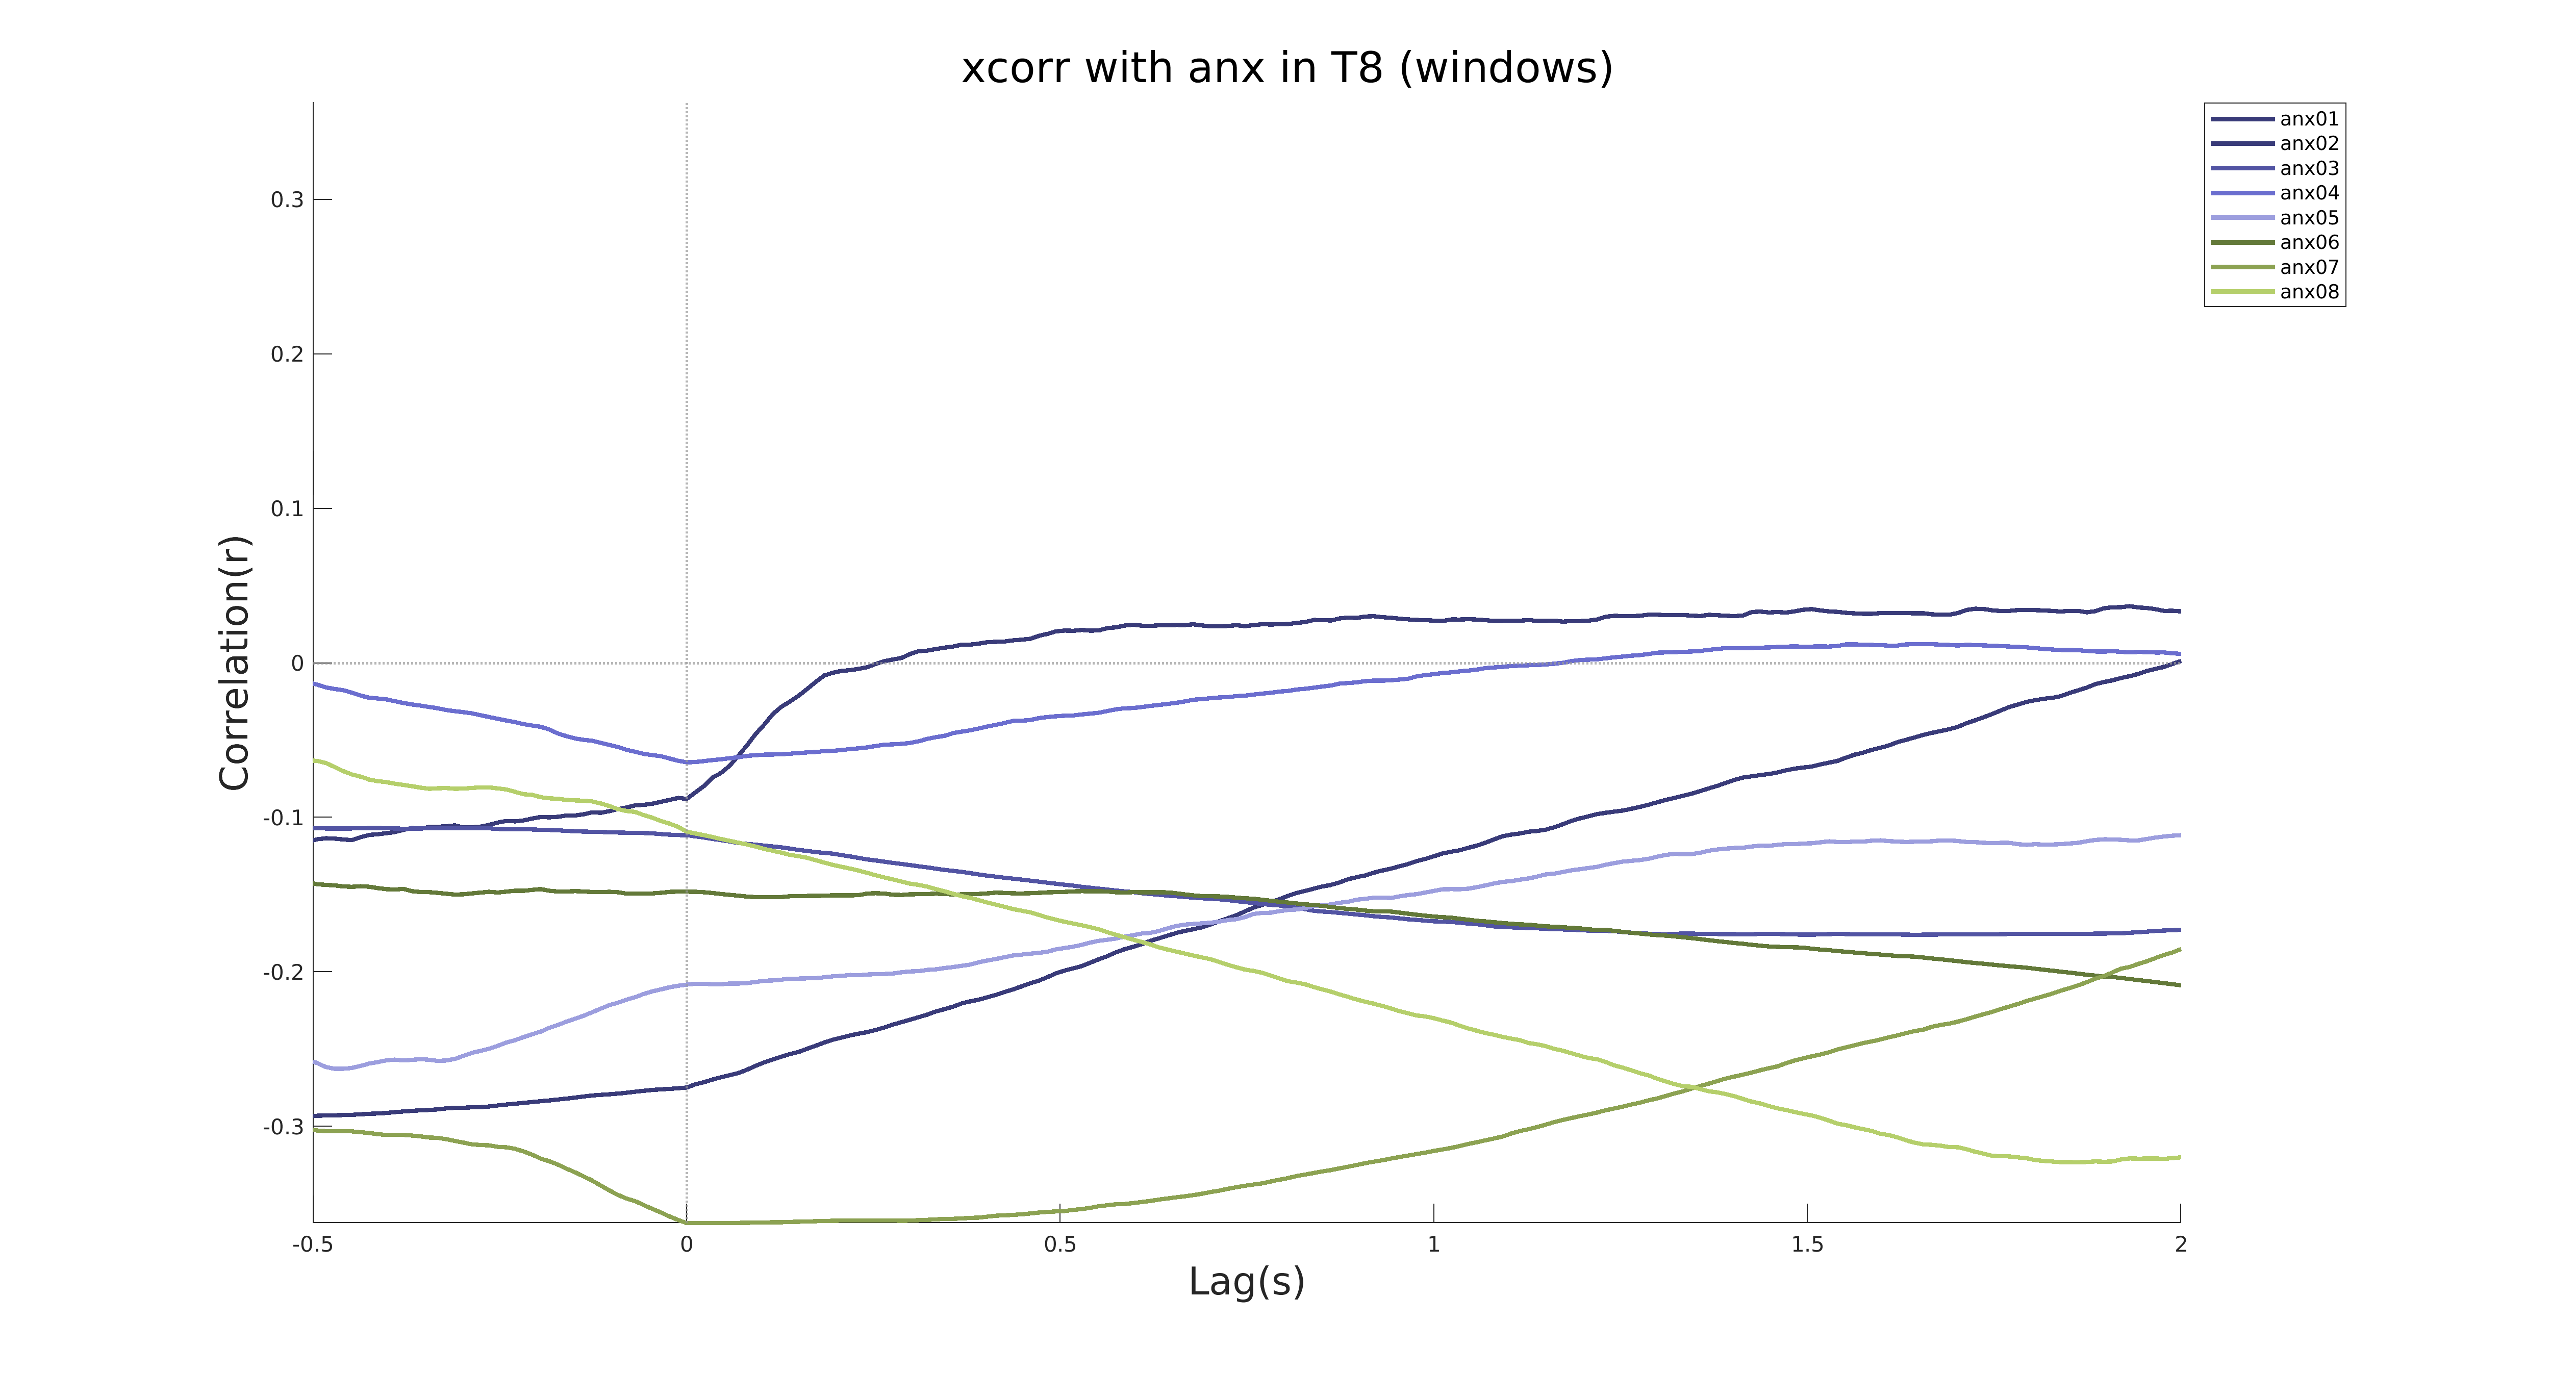 xcorr with anx in T8 (windows)
anx01
anx02
anx03
anx04
anx05
anx06
anx07
anx08
Correlation(r)
0.3
0.2
0.1
0
-0.1
-0.2
-0.3
-0.5 0 0.5 1 1.5 2
Lag(s)